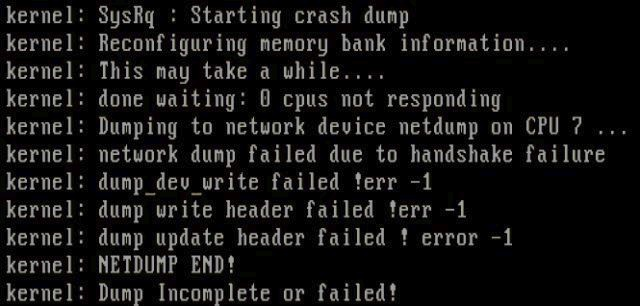 kernel: SysRq : Starting crash dump
kernel: Reconfiguring memory bank information....
kernel: This may take a while....
kernel: done waiting: 0 cpus not responding
kernel: Dumping to network device netdump on CPU 7 ...
kernel: network dump failed due to handshake failure
kernel: dump_dev_write failed !err -1
kernel: dump write header failed !err -1
kernel: dump update header failed ! error -1
kernel: NETDUMP END!
kernel: Dump Incomplete or failed!